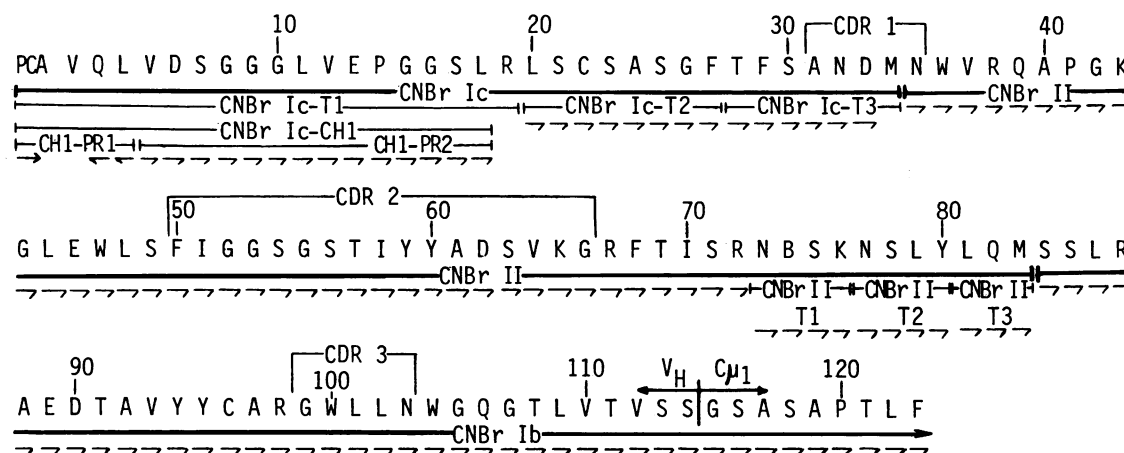 10 20 30 CDR 1 40
PCA V Q L V D S G G G L V E P G G S L R L S C S A S G F T F S A N D M N W V R Q A P G K
CNBr Ic CNBr II
CNBr Ic-T1 CNBr Ic-T2 CNBr Ic-T3
CNBr Ic-CH1
CH1-PR1 CH1-PR2
CDR 2
50 60 70 80
G L E W L S F I G G S G S T I Y Y A D S V K G R F T I S R N B S K N S L Y L Q M S S L R
CNBr II
CNBr II CNBr II CNBr II
T1 T2 T3
90 CDR 3 100 110 VH Cμ1 120
A E D T A V Y Y C A R G W L L N W G Q G T L V T V S S G S A S A P T L F
CNBr Ib